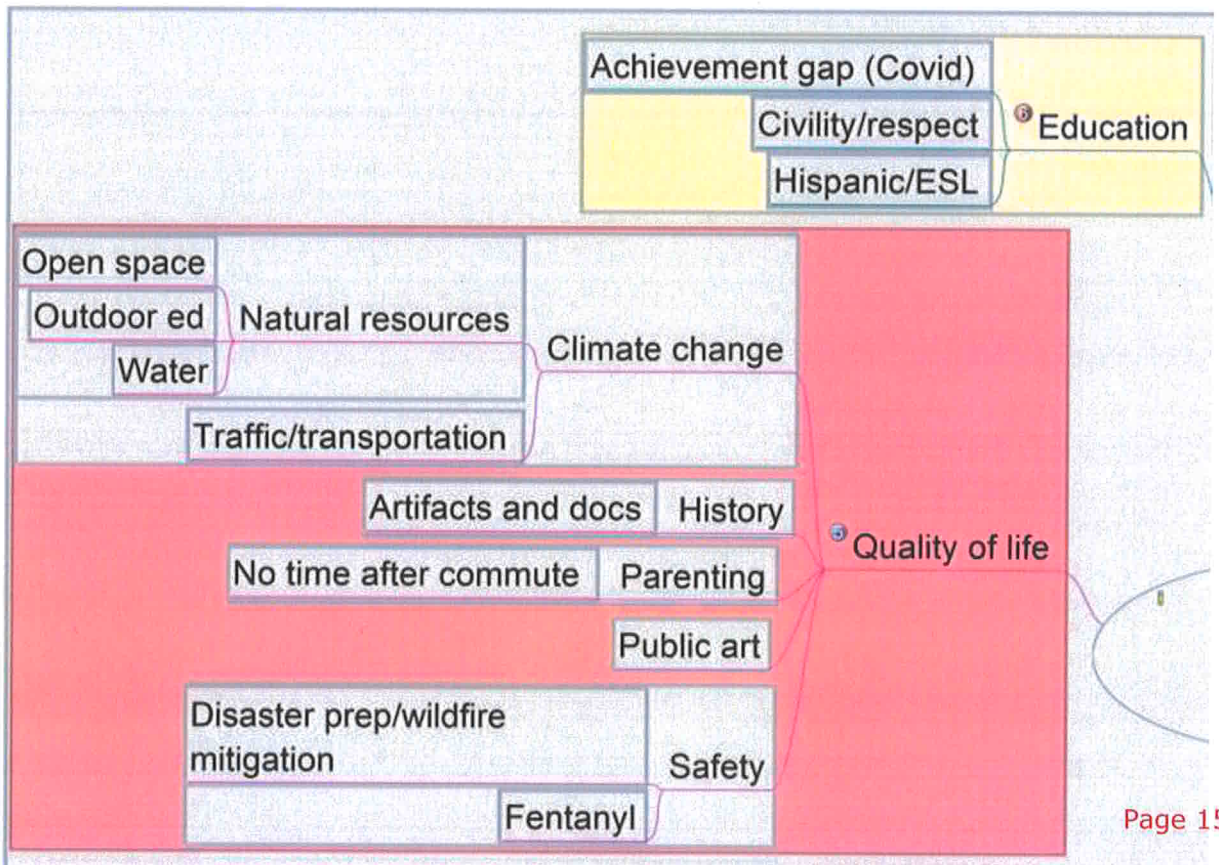 Achievement gap (Covid)
Civility/respect
Hispanic/ESL
6
Education
Open space
Outdoor ed
Water
Natural resources
Traffic/transportation
Climate change
Artifacts and docs
History
No time after commute
Parenting
Public art
Disaster prep/wildfire
mitigation
Fentanyl
Safety
5
Quality of life
Page 15